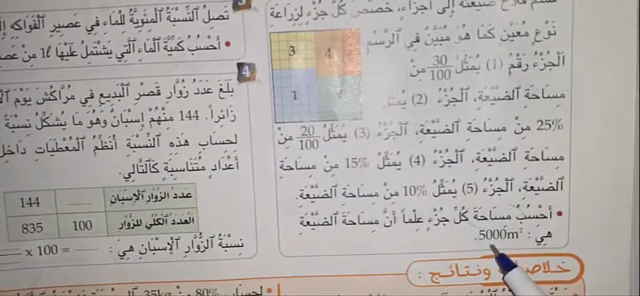 قسم فلاح ضيعته إلى أجزاء، خصص كل جزء لزراعة
نوع معين كما هو مبين في الرسم
الجزء رقم (1) يمثل 30/100 من
مساحة الضيعة، الجزء (2) يمثل
25% من مساحة الضيعة، الجزء (3) يمثل 20/100 من
مساحة الضيعة، الجزء (4) يمثل 15% من مساحة
الضيعة، الجزء (5) يمثل 10% من مساحة الضيعة.
• أحسب مساحة كل جزء علما أن مساحة الضيعة
هي : 5000m².
3
4
1
تصل النسبة المئوية للماء في عصير الفواكه
• أحسب كمية الماء التي يشتمل عليها 1l من
4
بلغ عدد زوار قصر البديع في مراكش يوم
زائرا. 144 منهم إسبان وهو ما يشكل نسبة
لحساب هذه النسبة أنظم المعطيات داخل
أعداد متناسبة كالتالي.
عدد الزوار الإسبان ........ 144
العدد الكلي للزوار 100 835
نسبة الزوار الإسبان هي : x 100 =
خلاصة ونتائج :